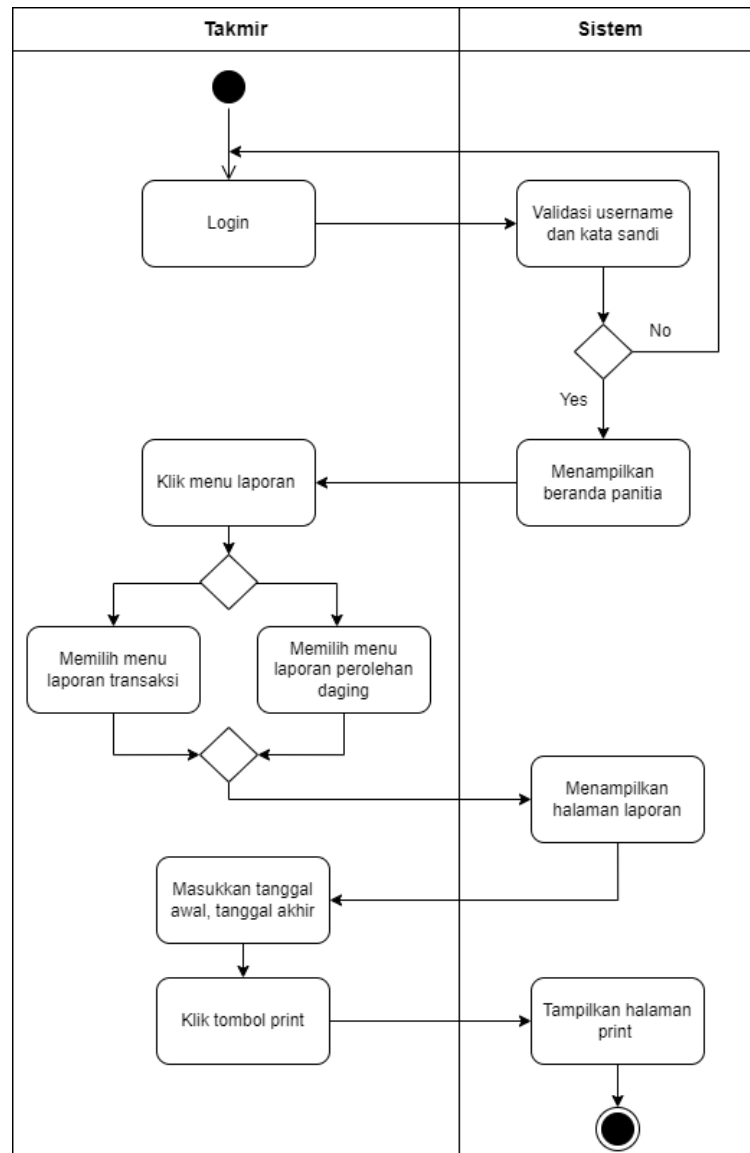 Takmir
Sistem
Login
Validasi username
dan kata sandi
No
Yes
Menampilkan
beranda panitia
Klik menu laporan
Memilih menu
laporan transaksi
Memilih menu
laporan perolehan
daging
Menampilkan
halaman laporan
Masukkan tanggal
awal, tanggal akhir
Klik tombol print
Tampilkan halaman
print